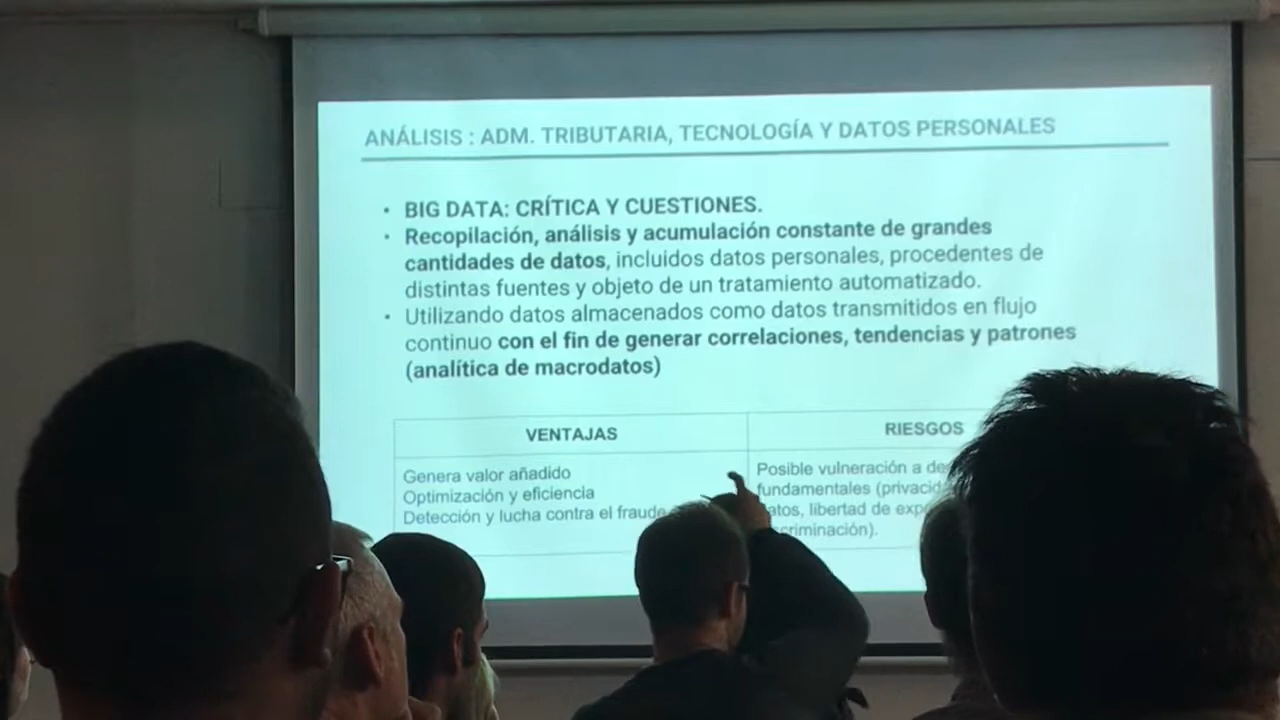 ANÁLISIS : ADM. TRIBUTARIA, TECNOLOGÍA Y DATOS PERSONALES
• BIG DATA: CRÍTICA Y CUESTIONES.
• Recopilación, análisis y acumulación constante de grandes
cantidades de datos, incluidos datos personales, procedentes de
distintas fuentes y objeto de un tratamiento automatizado.
• Utilizando datos almacenados como datos transmitidos en flujo
continuo con el fin de generar correlaciones, tendencias y patrones
(analítica de macrodatos)
VENTAJAS
Genera valor añadido
Optimización y eficiencia
Detección y lucha contra el fraude
RIESGOS
Posible vulneración a
fundamentales
libertad de